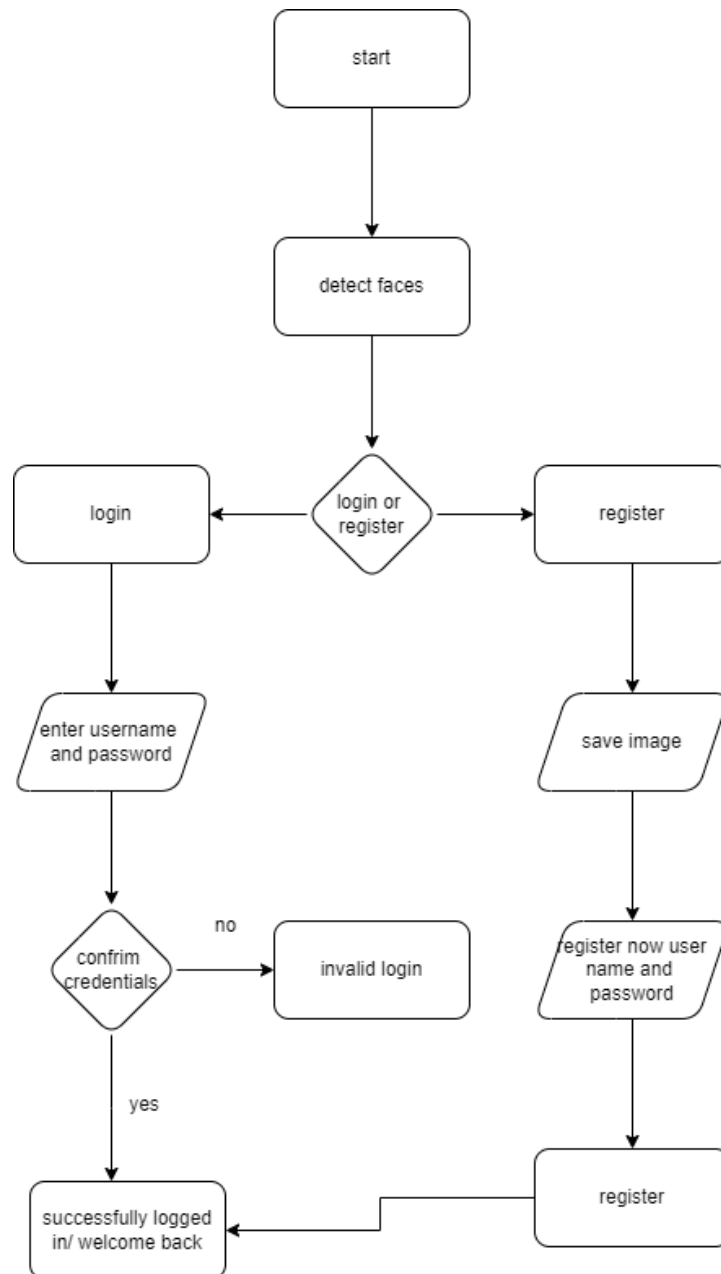 start
detect faces
login
login or
register
register
enter username
and password
save image
confrim
credentials
no
invalid login
register now user
name and
password
yes
successfully logged
in/ welcome back
register